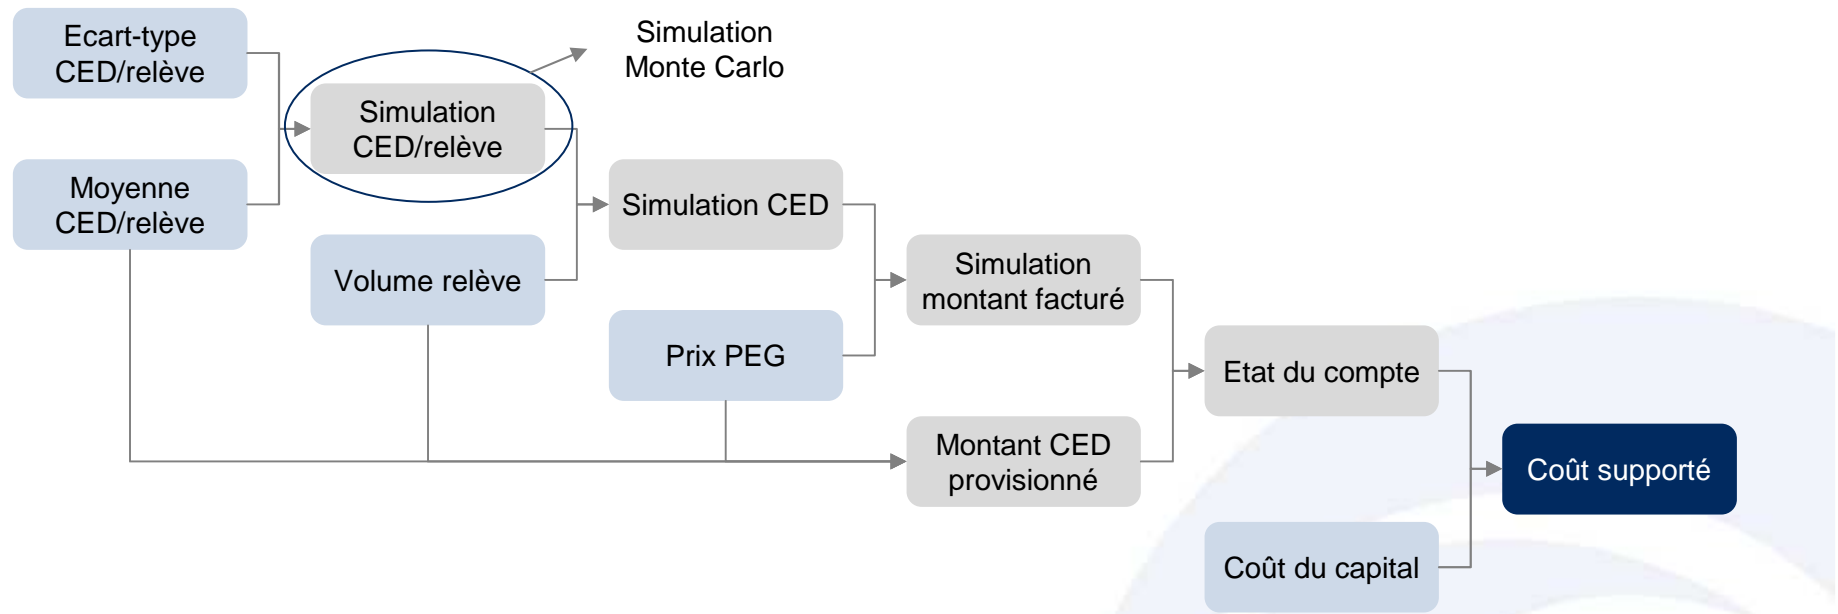 Ecart-type
CED/relève
Simulation
Monte Carlo
Simulation
CED/relève
Moyenne
CED/relève
Simulation CED
Volume relève
Simulation
montant facturé
Prix PEG
Etat du compte
Montant CED
provisionné
Coût supporté
Coût du capital